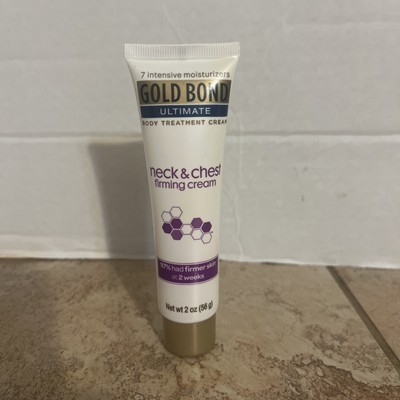 7 intensive moisturizers
GOLD BOND
ULTIMATE
BODY TREATMENT CREAM
neck & chest
firming cream
had firmer skin
at 2 weeks
Net wt 2 oz (56 g)